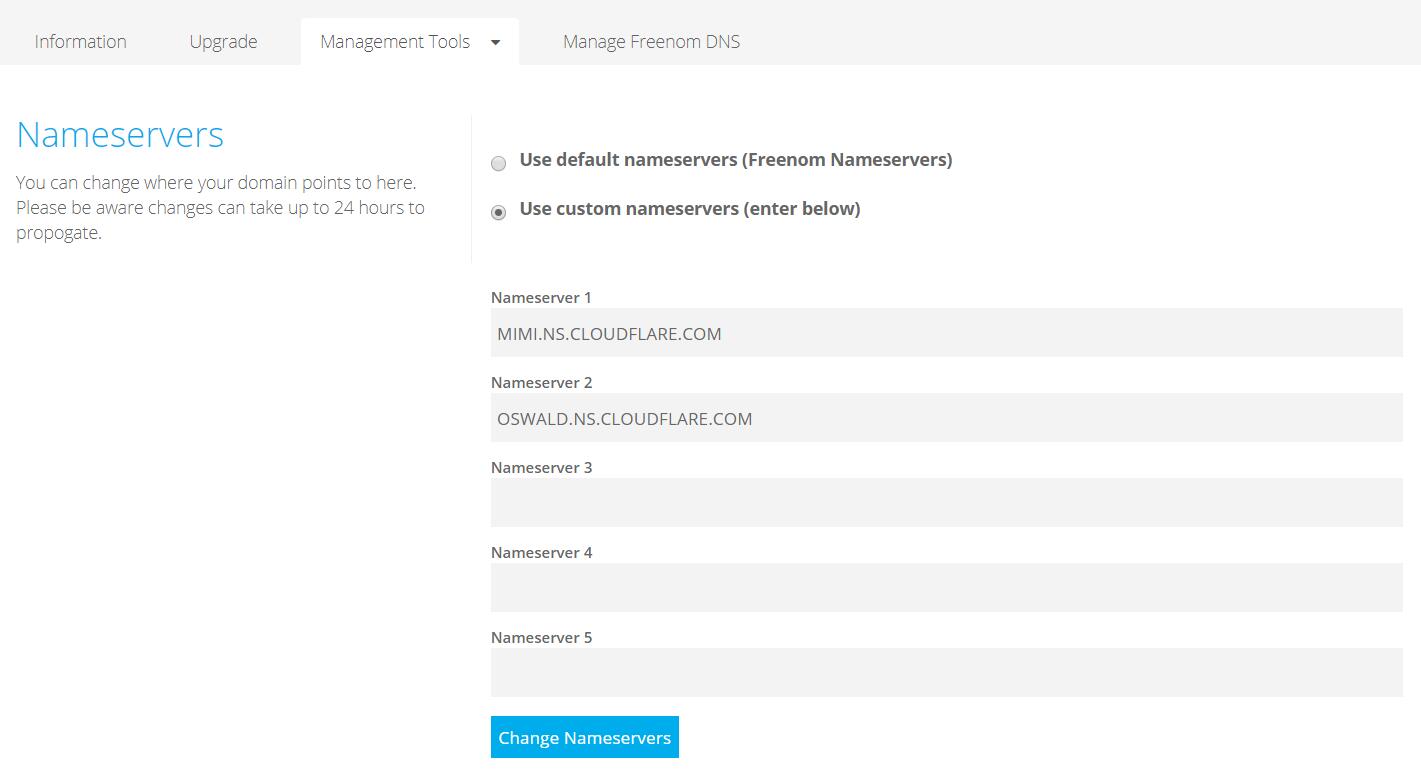 Information
Upgrade
Management Tools
Manage Freenom DNS
Nameservers
You can change where your domain points to here.
Please be aware changes can take up to 24 hours to
propogate.
Use default nameservers (Freenom Nameservers)
Use custom nameservers (enter below)
Nameserver 1
MIMI.NS.CLOUDFLARE.COM
Nameserver 2
OSWALD.NS.CLOUDFLARE.COM
Nameserver 3
Nameserver 4
Nameserver 5
Change Nameservers